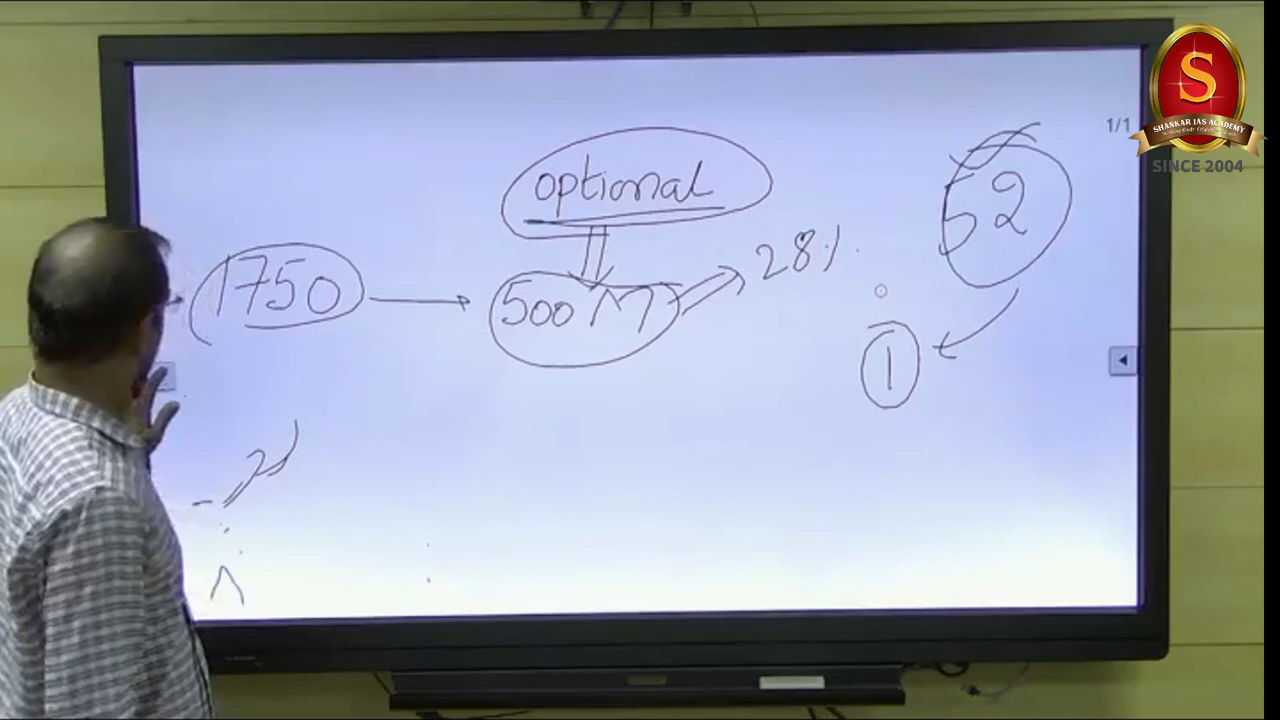 1/1
optional
52
1750
500 M
28%
1
SHANKAR IAS ACADEMY
SINCE 2004
S